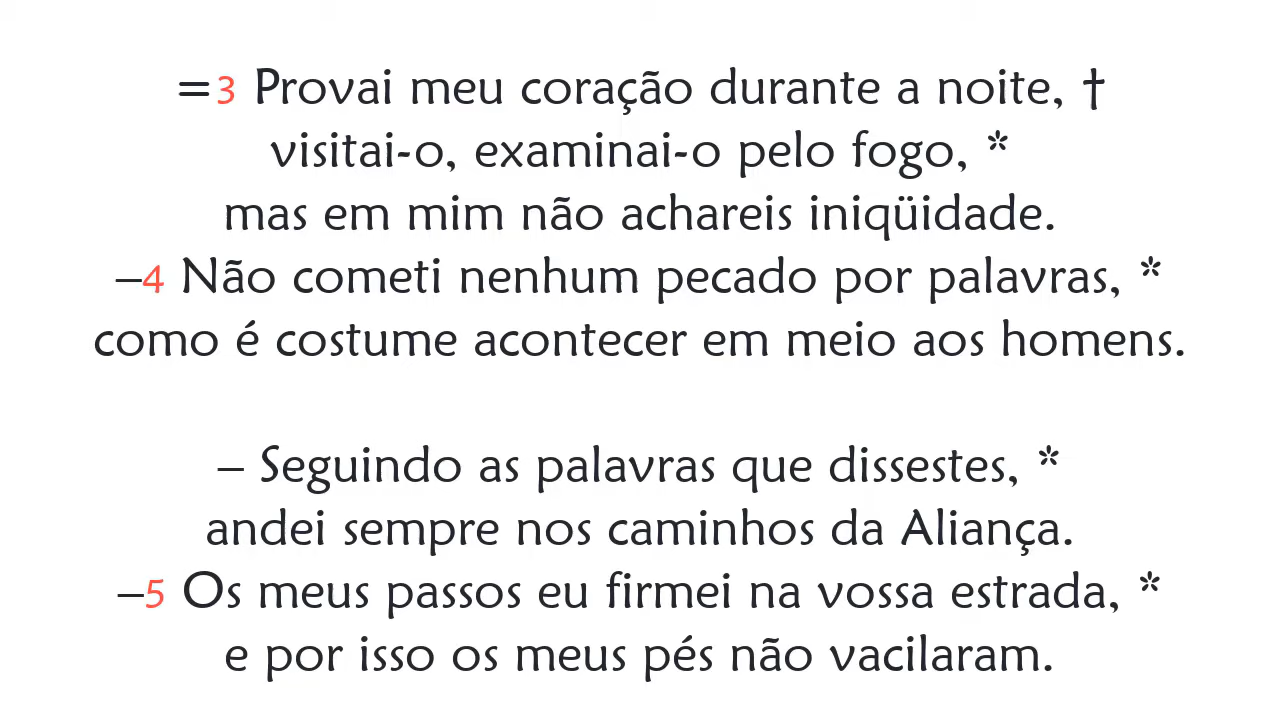 =3 Provai meu coração durante a noite, †
visitai-o, examinai-o pelo fogo, *
mas em mim não achareis iniqüidade.
–4 Não cometi nenhum pecado por palavras, *
como é costume acontecer em meio aos homens.
– Seguindo as palavras que dissestes, *
andei sempre nos caminhos da Aliança.
–5 Os meus passos eu firmei na vossa estrada, *
e por isso os meus pés não vacilaram.